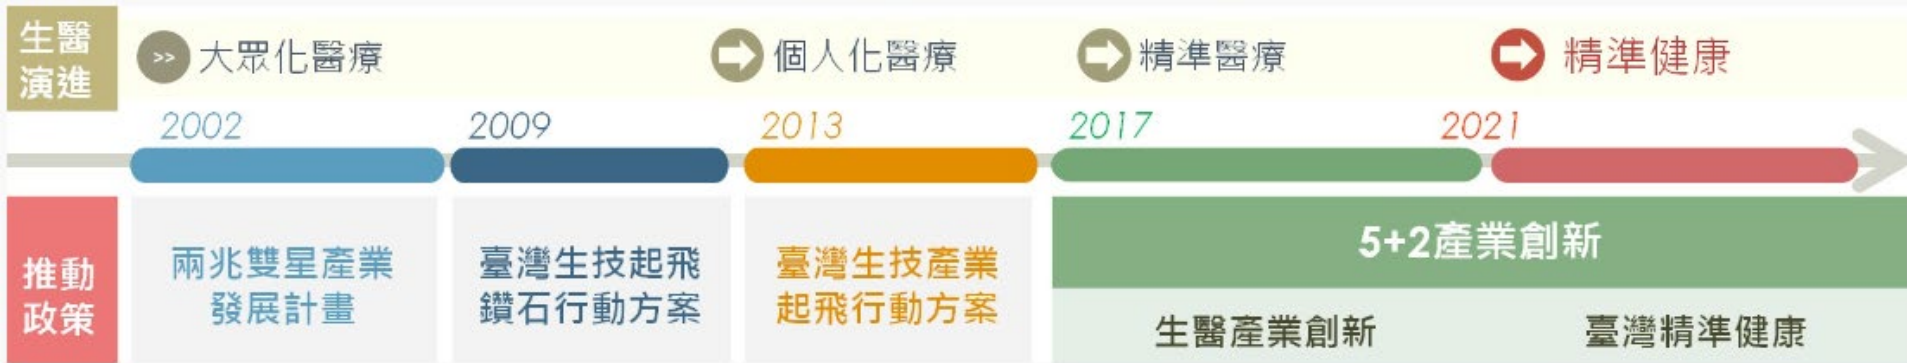 生醫
演進
>> 大眾化醫療
個人化醫療
精準醫療
精準健康
2002
2009
2013
2017
2021
推動
政策
兩兆雙星產業
發展計畫
臺灣生技起飛
鑽石行動方案
臺灣生技產業
起飛行動方案
5+2產業創新
生醫產業創新
臺灣精準健康